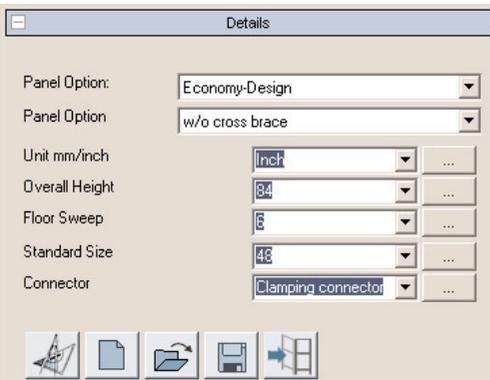 Details
Panel Option: Economy-Design
Panel Option w/o cross brace
Unit mm/inch Inch ...
Overall Height 84 ...
Floor Sweep 6 ...
Standard Size 48 ...
Connector Clamping connector ...